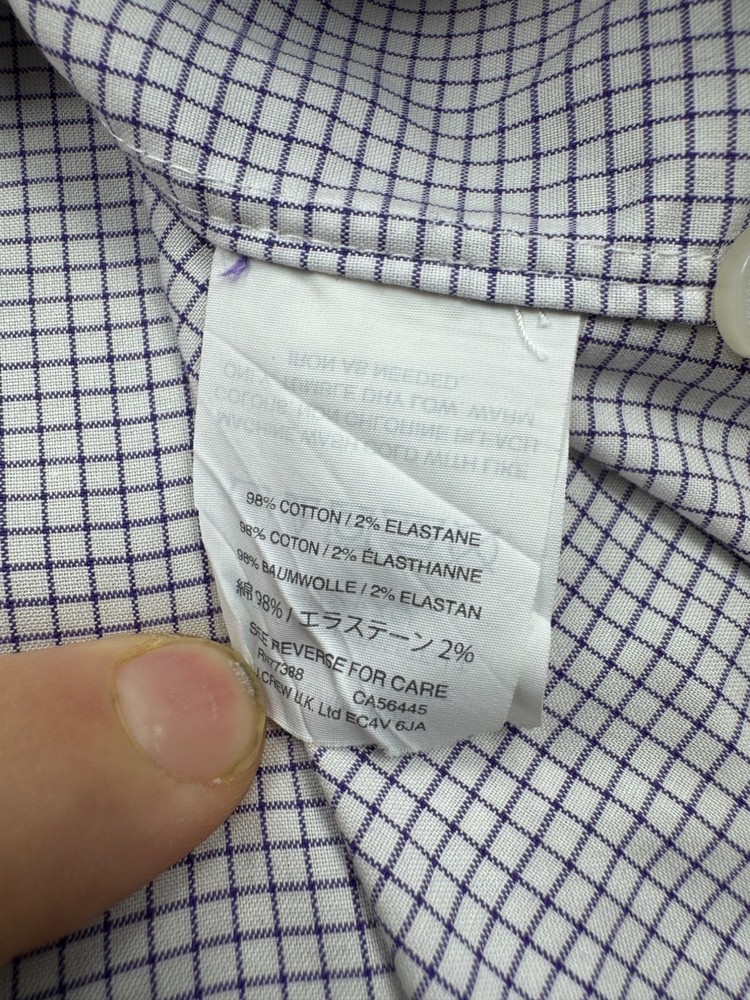 98% COTTON / 2% ELASTANE
98% COTON / 2% ÉLASTHANNE
98% BAUMWOLLE / 2% ELASTAN
綿 98% / エラステーン 2%
SEE REVERSE FOR CARE
RN77388 CA56445
J.CREW U.K. Ltd EC4V 6JA